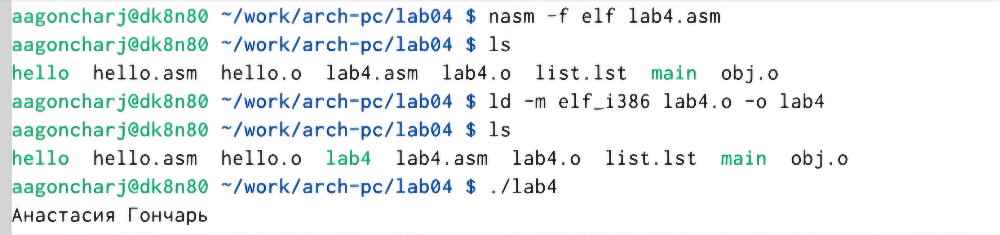 aagoncharj@dk8n80 ~/work/arch-pc/lab04 $ nasm -f elf lab4.asm
aagoncharj@dk8n80 ~/work/arch-pc/lab04 $ ls
hello  hello.asm  hello.o  lab4.asm  lab4.o  list.lst  main  obj.o
aagoncharj@dk8n80 ~/work/arch-pc/lab04 $ ld -m elf_i386 lab4.o -o lab4
aagoncharj@dk8n80 ~/work/arch-pc/lab04 $ ls
hello  hello.asm  hello.o  lab4  lab4.asm  lab4.o  list.lst  main  obj.o
aagoncharj@dk8n80 ~/work/arch-pc/lab04 $ ./lab4
Анастасия Гончарь